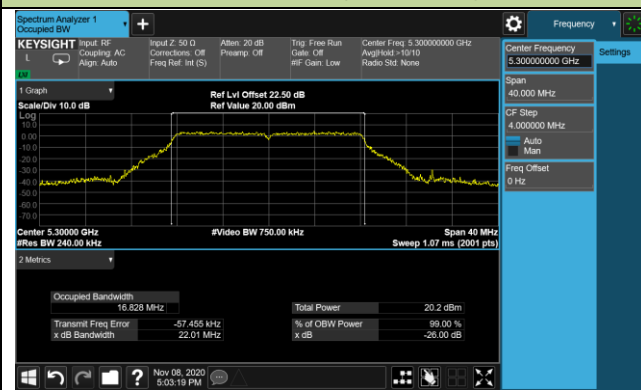 Spectrum Analyzer 1
Occupied BW
+
Frequency
KEYSIGHT
L
Input: RF
Coupling: AC
Align: Auto
Input Z: 50 Ω
Corrections: Off
Freq Ref: Int (S)
Atten: 20 dB
Preamp: Off
Trig: Free Run
Gate: Off
#IF Gain: Low
Center Freq: 5.300000000 GHz
Avg|Hold:>10/10
Radio Std: None
Center Frequency
5.300000000 GHz
Settings
Span
40.000 MHz
CF Step
4.000000 MHz
Auto
Man
Freq Offset
0 Hz
1 Graph
Scale/Div 10.0 dB
Ref Lvl Offset 22.50 dB
Ref Value 20.00 dBm
Log
10.0
0.00
-10.0
-20.0
-30.0
-40.0
-50.0
-60.0
-70.0
Center 5.30000 GHz
#Res BW 240.00 kHz
#Video BW 750.00 kHz
Span 40 MHz
Sweep 1.07 ms (2001 pts)
2 Metrics
Occupied Bandwidth
16.828 MHz
Total Power 20.2 dBm
Transmit Freq Error -57.455 kHz
% of OBW Power 99.00 %
x dB Bandwidth 22.01 MHz
x dB -26.00 dB
?
Nov 08, 2020
5:03:19 PM